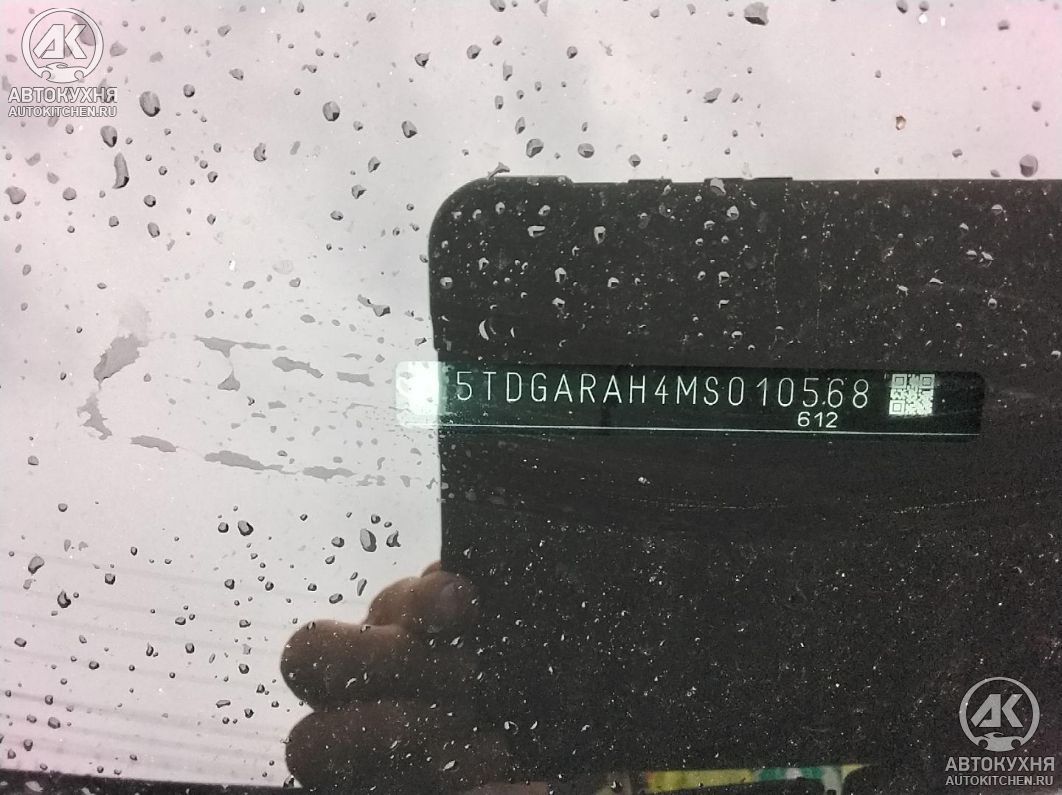 АК
АВТОКУХНЯ
AUTOKITCHEN.RU
5TDGARAH4MS010568
612
АК
АВТОКУХНЯ
AUTOKITCHEN.RU